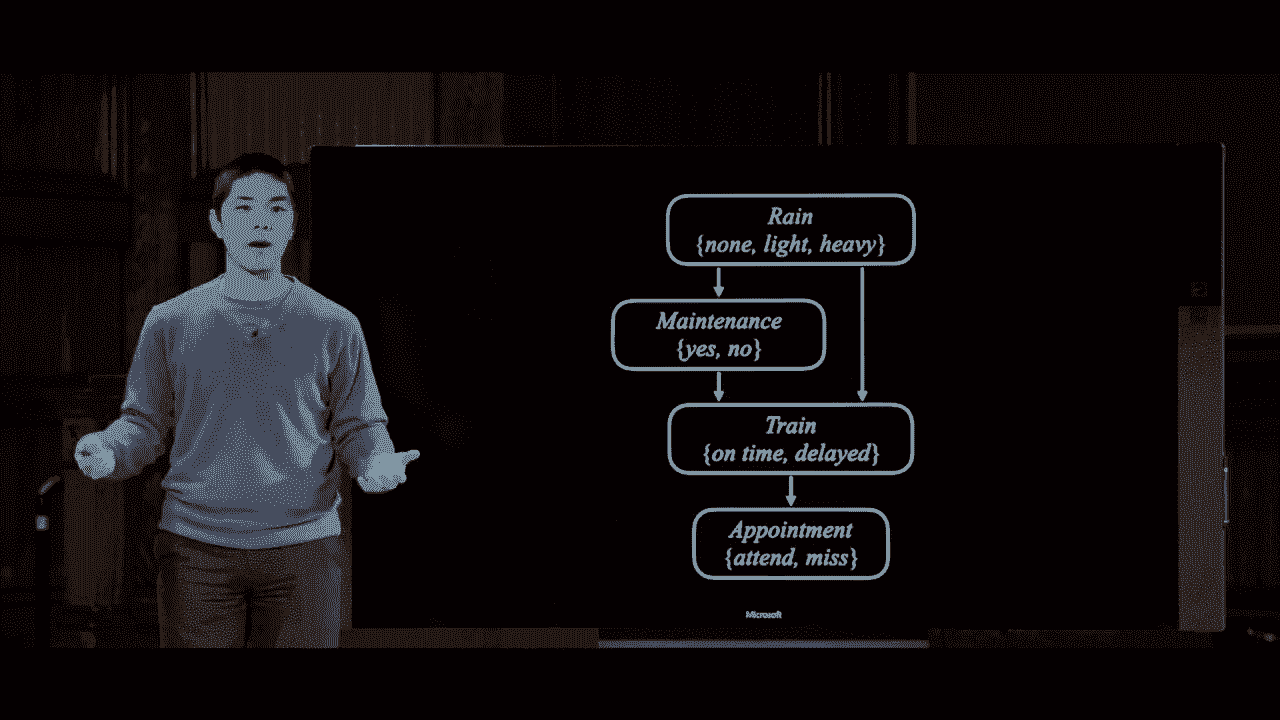 Rain
{none, light, heavy}
Maintenance
{yes, no}
Train
{on time, delayed}
Appointment
{attend, miss}
Microsoft